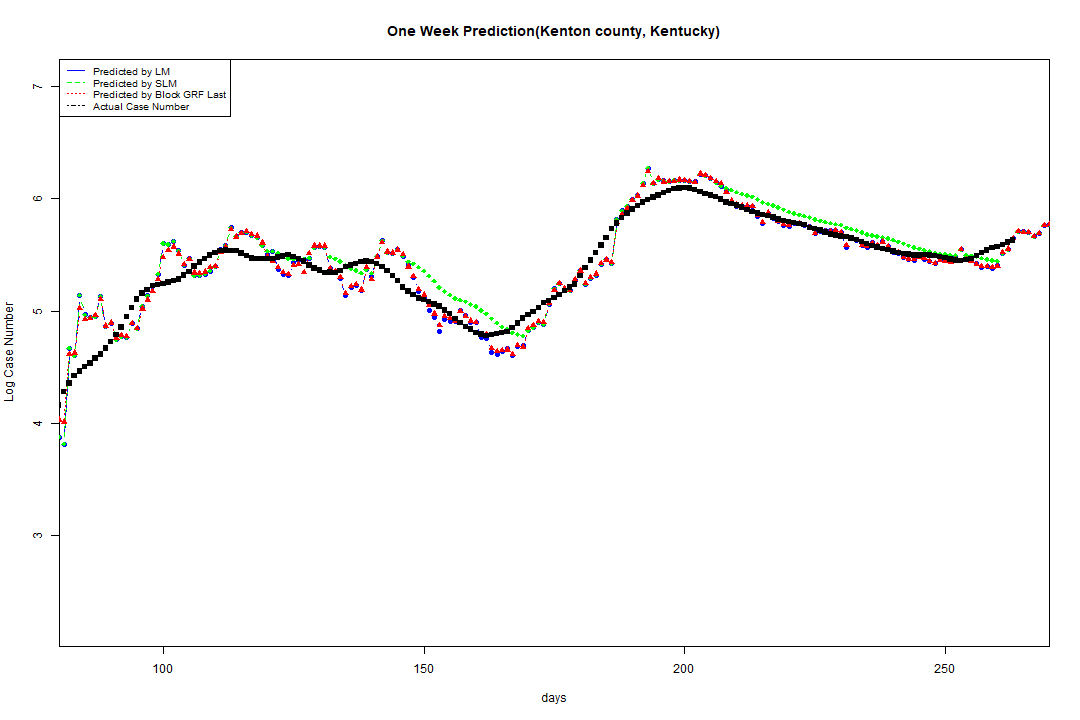 One Week Prediction(Kenton county, Kentucky)
Predicted by LM
Predicted by SLM
Predicted by Block GRF Last
Actual Case Number
7
6
5
4
3
Log Case Number
100 150 200 250
days